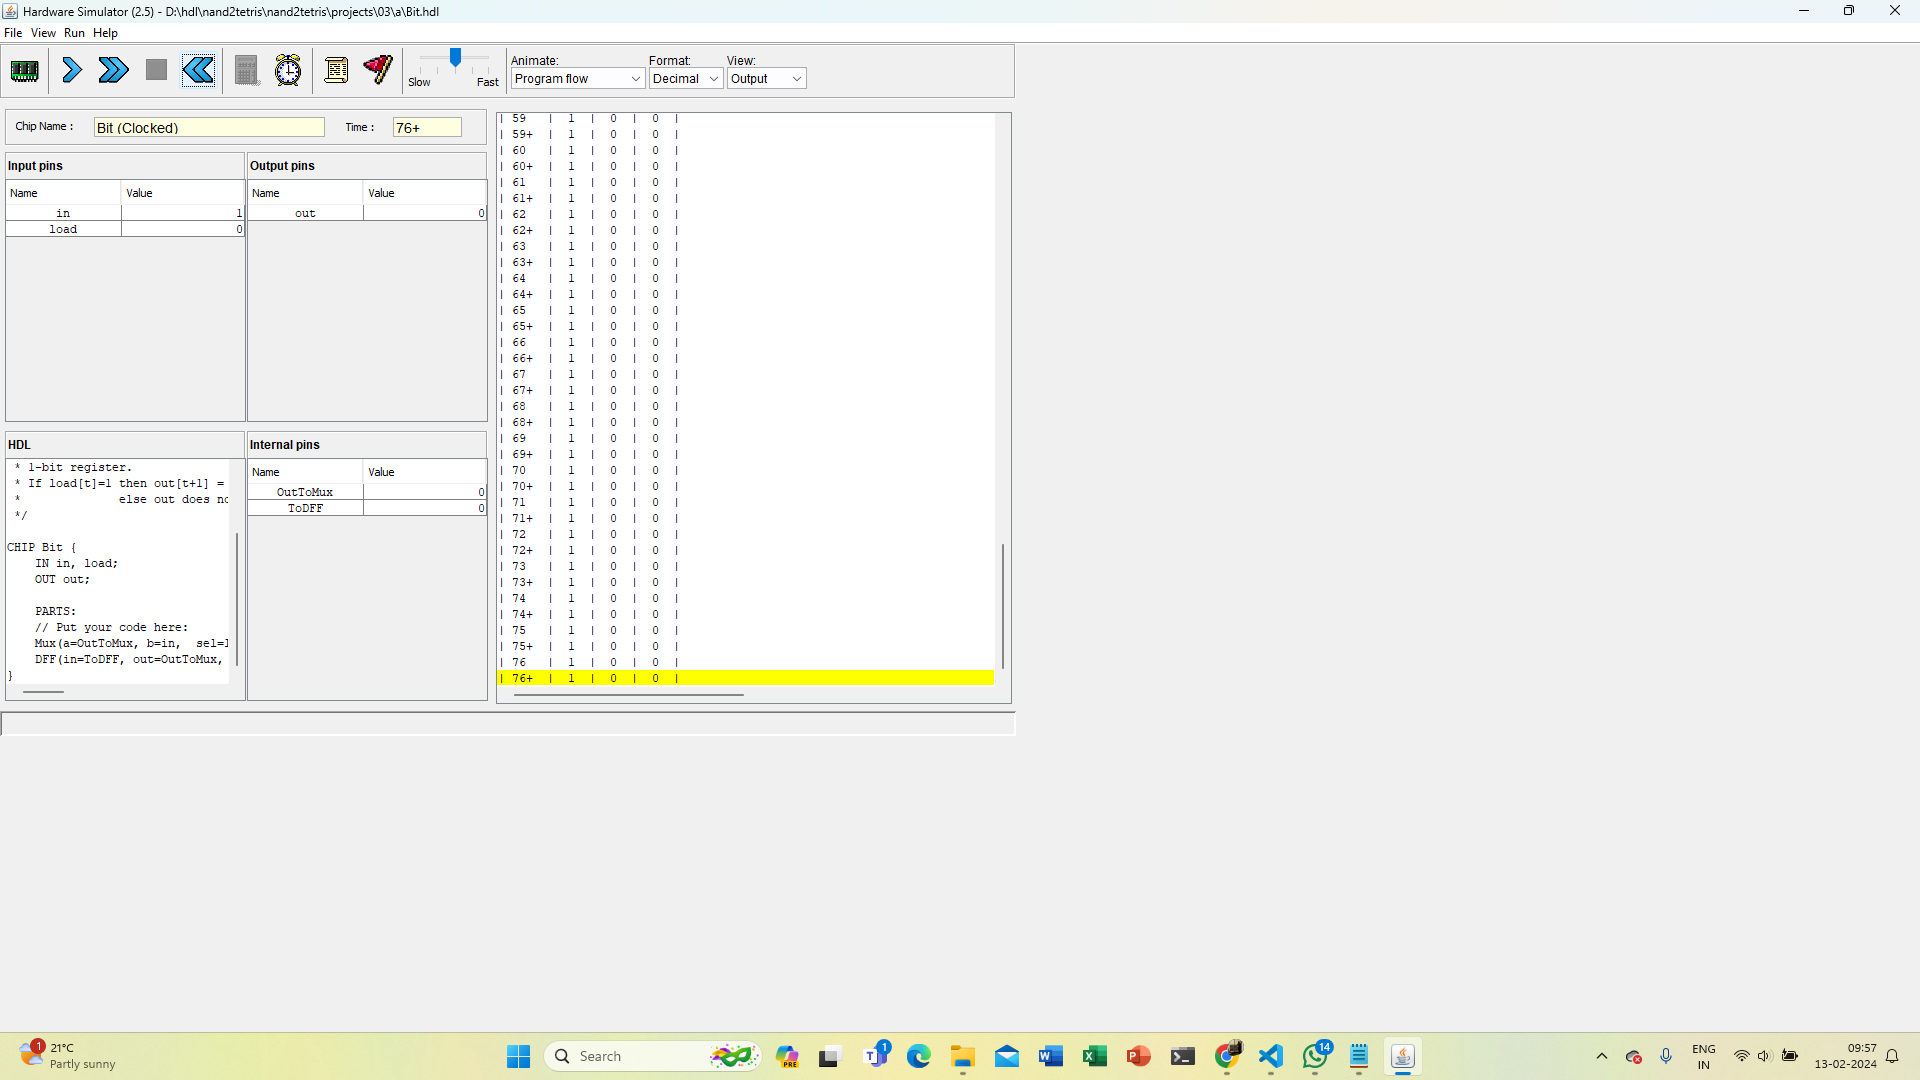 Hardware Simulator (2.5) - D:\hdl\nand2tetris\nand2tetris\projects\03\a\Bit.hdl
File View Run Help
Slow Fast
Animate: Format: View:
Program flow Decimal Output
Chip Name : Bit (Clocked) Time : 76+
Input pins
Name Value
in 1
load 0
Output pins
Name Value
out 0
HDL
* 1-bit register.
* If load[t]=1 then out[t+1] =
* else out does no
*/
CHIP Bit {
IN in, load;
OUT out;
PARTS:
// Put your code here:
Mux(a=OutToMux, b=in, sel=l
DFF(in=ToDFF, out=OutToMux,
}
Internal pins
Name Value
OutToMux 0
ToDFF 0
| 59 | 1 | 0 | 0 |
| 59+ | 1 | 0 | 0 |
| 60 | 1 | 0 | 0 |
| 60+ | 1 | 0 | 0 |
| 61 | 1 | 0 | 0 |
| 61+ | 1 | 0 | 0 |
| 62 | 1 | 0 | 0 |
| 62+ | 1 | 0 | 0 |
| 63 | 1 | 0 | 0 |
| 63+ | 1 | 0 | 0 |
| 64 | 1 | 0 | 0 |
| 64+ | 1 | 0 | 0 |
| 65 | 1 | 0 | 0 |
| 65+ | 1 | 0 | 0 |
| 66 | 1 | 0 | 0 |
| 66+ | 1 | 0 | 0 |
| 67 | 1 | 0 | 0 |
| 67+ | 1 | 0 | 0 |
| 68 | 1 | 0 | 0 |
| 68+ | 1 | 0 | 0 |
| 69 | 1 | 0 | 0 |
| 69+ | 1 | 0 | 0 |
| 70 | 1 | 0 | 0 |
| 70+ | 1 | 0 | 0 |
| 71 | 1 | 0 | 0 |
| 71+ | 1 | 0 | 0 |
| 72 | 1 | 0 | 0 |
| 72+ | 1 | 0 | 0 |
| 73 | 1 | 0 | 0 |
| 73+ | 1 | 0 | 0 |
| 74 | 1 | 0 | 0 |
| 74+ | 1 | 0 | 0 |
| 75 | 1 | 0 | 0 |
| 75+ | 1 | 0 | 0 |
| 76 | 1 | 0 | 0 |
| 76+ | 1 | 0 | 0 |
1
21°C
Partly sunny
Search
PRE
1
14
ENG
IN
09:57
13-02-2024